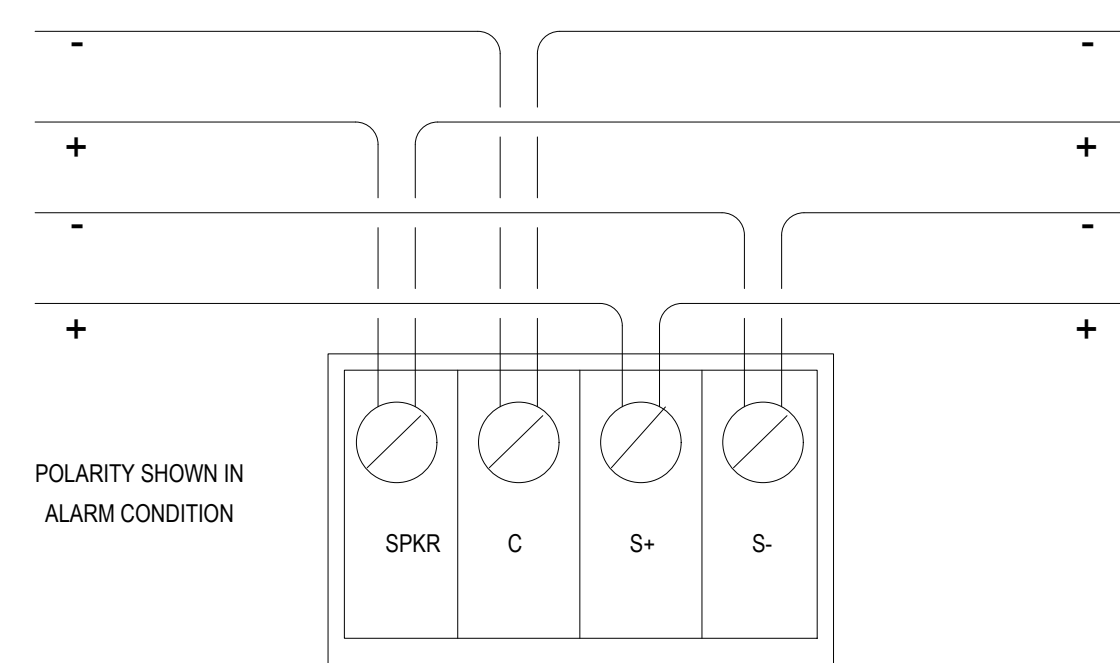 - -
+ +
- -
+ +
POLARITY SHOWN IN
ALARM CONDITION
SPKR C S+ S-